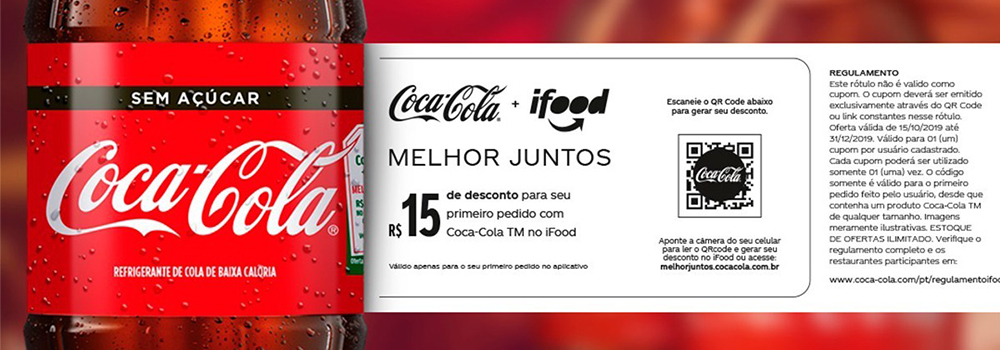 SEM AÇÚCAR
Coca-Cola®
REFRIGERANTE DE COLA DE BAIXA CALORIA
Coca-Cola + ifood
MELHOR JUNTOS
R$ 15 de desconto para seu
primeiro pedido com
Coca-Cola TM no iFood
Válido apenas para o seu primeiro pedido no aplicativo
Escaneie o QR Code abaixo
para gerar seu desconto.
Coca-Cola
Aponte a câmera do seu celular
para ler o QRcode e gerar seu
desconto no iFood ou acesse:
melhorjuntos.cocacola.com.br
REGULAMENTO
Este rótulo não é valido como
cupom. O cupom deverá ser emitido
exclusivamente através do QR Code
ou link constantes nesse rótulo.
Oferta válida de 15/10/2019 até
31/12/2019. Válido para 01 (um)
cupom por usuário cadastrado.
Cada cupom poderá ser utilizado
somente 01 (uma) vez. O código
somente é válido para o primeiro
pedido feito pelo usuário, desde que
contenha um produto Coca-Cola TM
de qualquer tamanho. Imagens
meramente ilustrativas. ESTOQUE
DE OFERTAS ILIMITADO. Verifique o
regulamento completo e os
restaurantes participantes em:
www.coca-cola.com/pt/regulamentoifoo